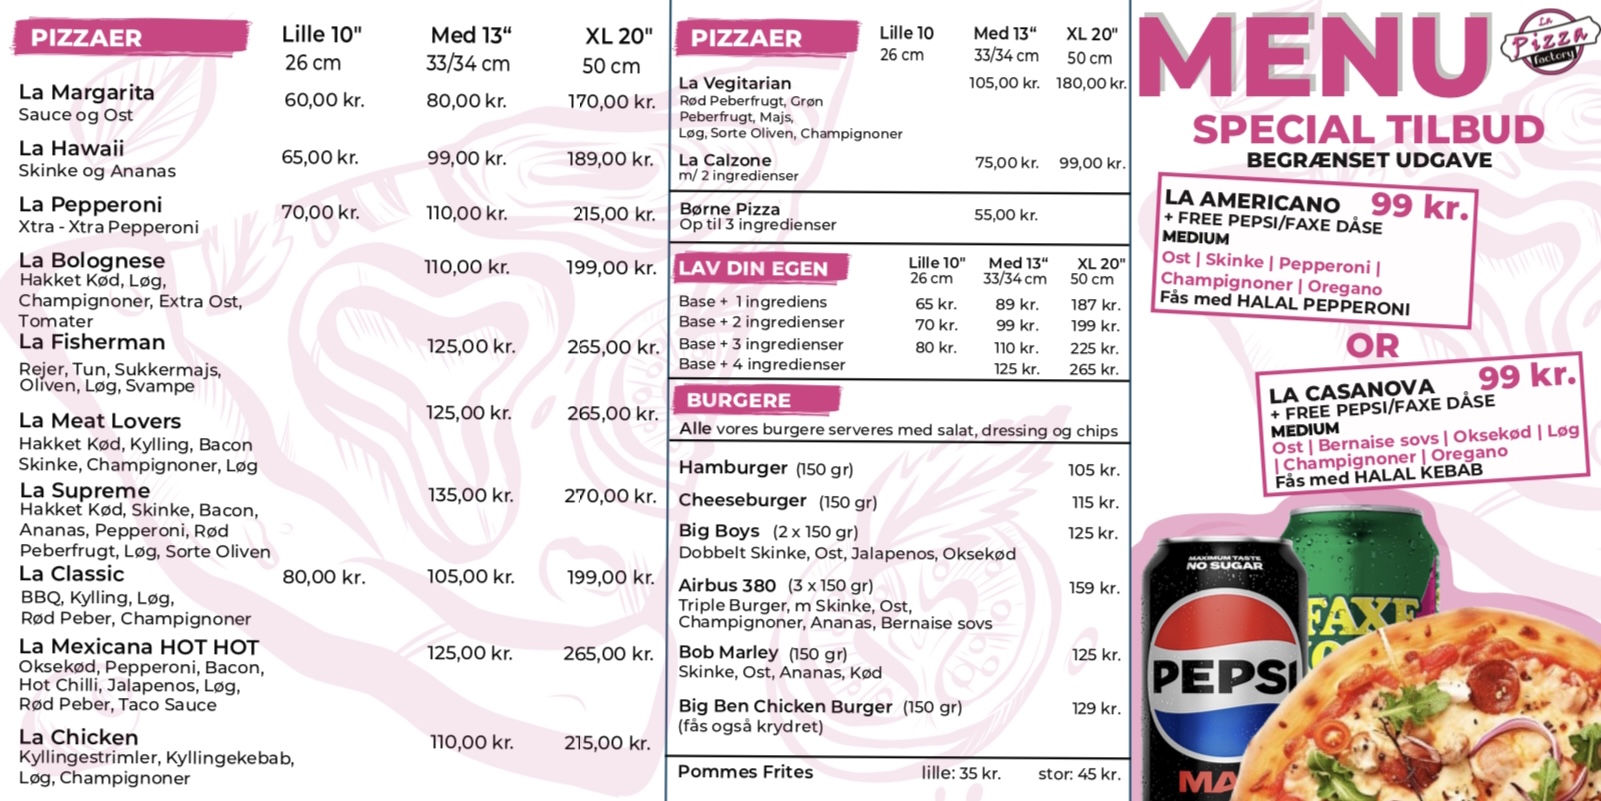 PIZZAER
Lille 10" Med 13“ XL 20"
26 cm 33/34 cm 50 cm
La Margarita 60,00 kr. 80,00 kr. 170,00 kr.
Sauce og Ost
La Hawaii 65,00 kr. 99,00 kr. 189,00 kr.
Skinke og Ananas
La Pepperoni 70,00 kr. 110,00 kr. 215,00 kr.
Xtra - Xtra Pepperoni
La Bolognese 110,00 kr. 199,00 kr.
Hakket Kød, Løg,
Champignoner, Extra Ost,
Tomater
La Fisherman 125,00 kr. 265,00 kr.
Rejer, Tun, Sukkermajs,
Oliven, Løg, Svampe
La Meat Lovers 125,00 kr. 265,00 kr.
Hakket Kød, Kylling, Bacon
Skinke, Champignoner, Løg
La Supreme 135,00 kr. 270,00 kr.
Hakket Kød, Skinke, Bacon,
Ananas, Pepperoni, Rød
Peberfrugt, Løg, Sorte Oliven
La Classic 80,00 kr. 105,00 kr. 199,00 kr.
BBQ, Kylling, Løg,
Rød Peber, Champignoner
La Mexicana HOT HOT 125,00 kr. 265,00 kr.
Oksekød, Pepperoni, Bacon,
Hot Chilli, Jalapenos, Løg,
Rød Peber, Taco Sauce
La Chicken 110,00 kr. 215,00 kr.
Kyllingestrimler, Kyllingekebab,
Løg, Champignoner
PIZZAER
Lille 10 Med 13“ XL 20"
26 cm 33/34 cm 50 cm
La Vegitarian 105,00 kr. 180,00 kr.
Rød Peberfrugt, Grøn
Peberfrugt, Majs,
Løg, Sorte Oliven, Champignoner
La Calzone 75,00 kr. 99,00 kr.
m/ 2 ingredienser
Børne Pizza 55,00 kr.
Op til 3 ingredienser
LAV DIN EGEN
Lille 10" Med 13“ XL 20"
26 cm 33/34 cm 50 cm
Base + 1 ingrediens 65 kr. 89 kr. 187 kr.
Base + 2 ingredienser 70 kr. 99 kr. 199 kr.
Base + 3 ingredienser 80 kr. 110 kr. 225 kr.
Base + 4 ingredienser 125 kr. 265 kr.
BURGERE
Alle vores burgere serveres med salat, dressing og chips
Hamburger (150 gr) 105 kr.
Cheeseburger (150 gr) 115 kr.
Big Boys (2 x 150 gr) 125 kr.
Dobbelt Skinke, Ost, Jalapenos, Oksekød
Airbus 380 (3 x 150 gr) 159 kr.
Triple Burger, m Skinke, Ost,
Champignoner, Ananas, Bernaise sovs
Bob Marley (150 gr) 125 kr.
Skinke, Ost, Ananas, Kød
Big Ben Chicken Burger (150 gr) 129 kr.
(fås også krydret)
Pommes Frites lille: 35 kr. stor: 45 kr.
MENU
La
Pizza
factory
SPECIAL TILBUD
BEGRÆNSET UDGAVE
LA AMERICANO 99 kr.
+ FREE PEPSI/FAXE DÅSE
MEDIUM
Ost | Skinke | Pepperoni |
Champignoner | Oregano
Fås med HALAL PEPPERONI
OR
LA CASANOVA 99 kr.
+ FREE PEPSI/FAXE DÅSE
MEDIUM
Ost | Bernaise sovs | Oksekød | Løg
| Champignoner | Oregano
Fås med HALAL KEBAB
MAXIMUM TASTE
NO SUGAR
PEPSI
MA
FAXE